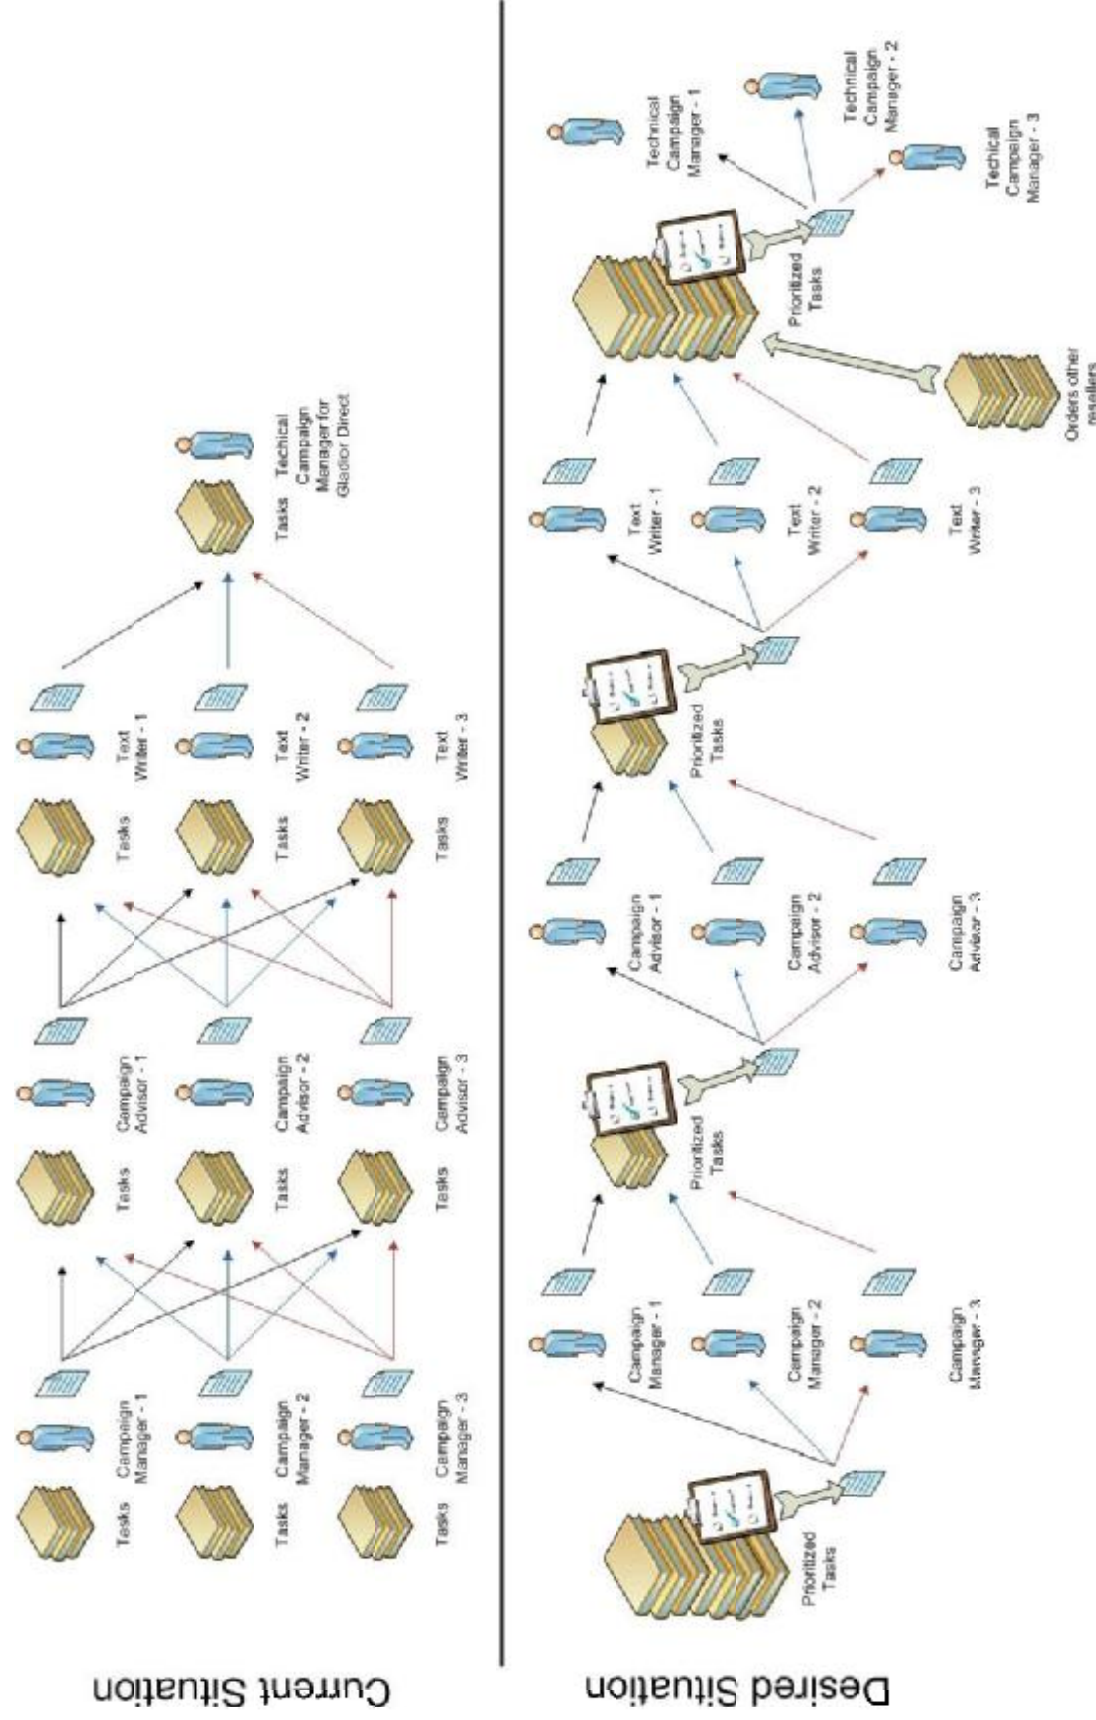 Current Situation
Tasks
Campaign
Manager - 1
Tasks
Campaign
Advisor - 1
Tasks
Text
Writer - 1
Tasks
Campaign
Manager - 2
Tasks
Campaign
Advisor - 2
Tasks
Text
Writer - 2
Tasks
Techical
Campaign
Manager for
Gladior Direct
Tasks
Campaign
Manager - 3
Tasks
Campaign
Advisor - 3
Tasks
Text
Writer - 3
Desired Situation
Prioritized
Tasks
Campaign
Manager - 1
Campaign
Manager - 2
Campaign
Manager - 3
Prioritized
Tasks
Campaign
Advisor - 1
Campaign
Advisor - 2
Campaign
Advisor - 3
Prioritized
Tasks
Text
Writer - 1
Text
Writer - 2
Text
Writer - 3
Prioritized
Tasks
Orders other
resellers
Technical
Campaign
Manager - 1
Technical
Campaign
Manager - 2
Techical
Campaign
Manager - 3